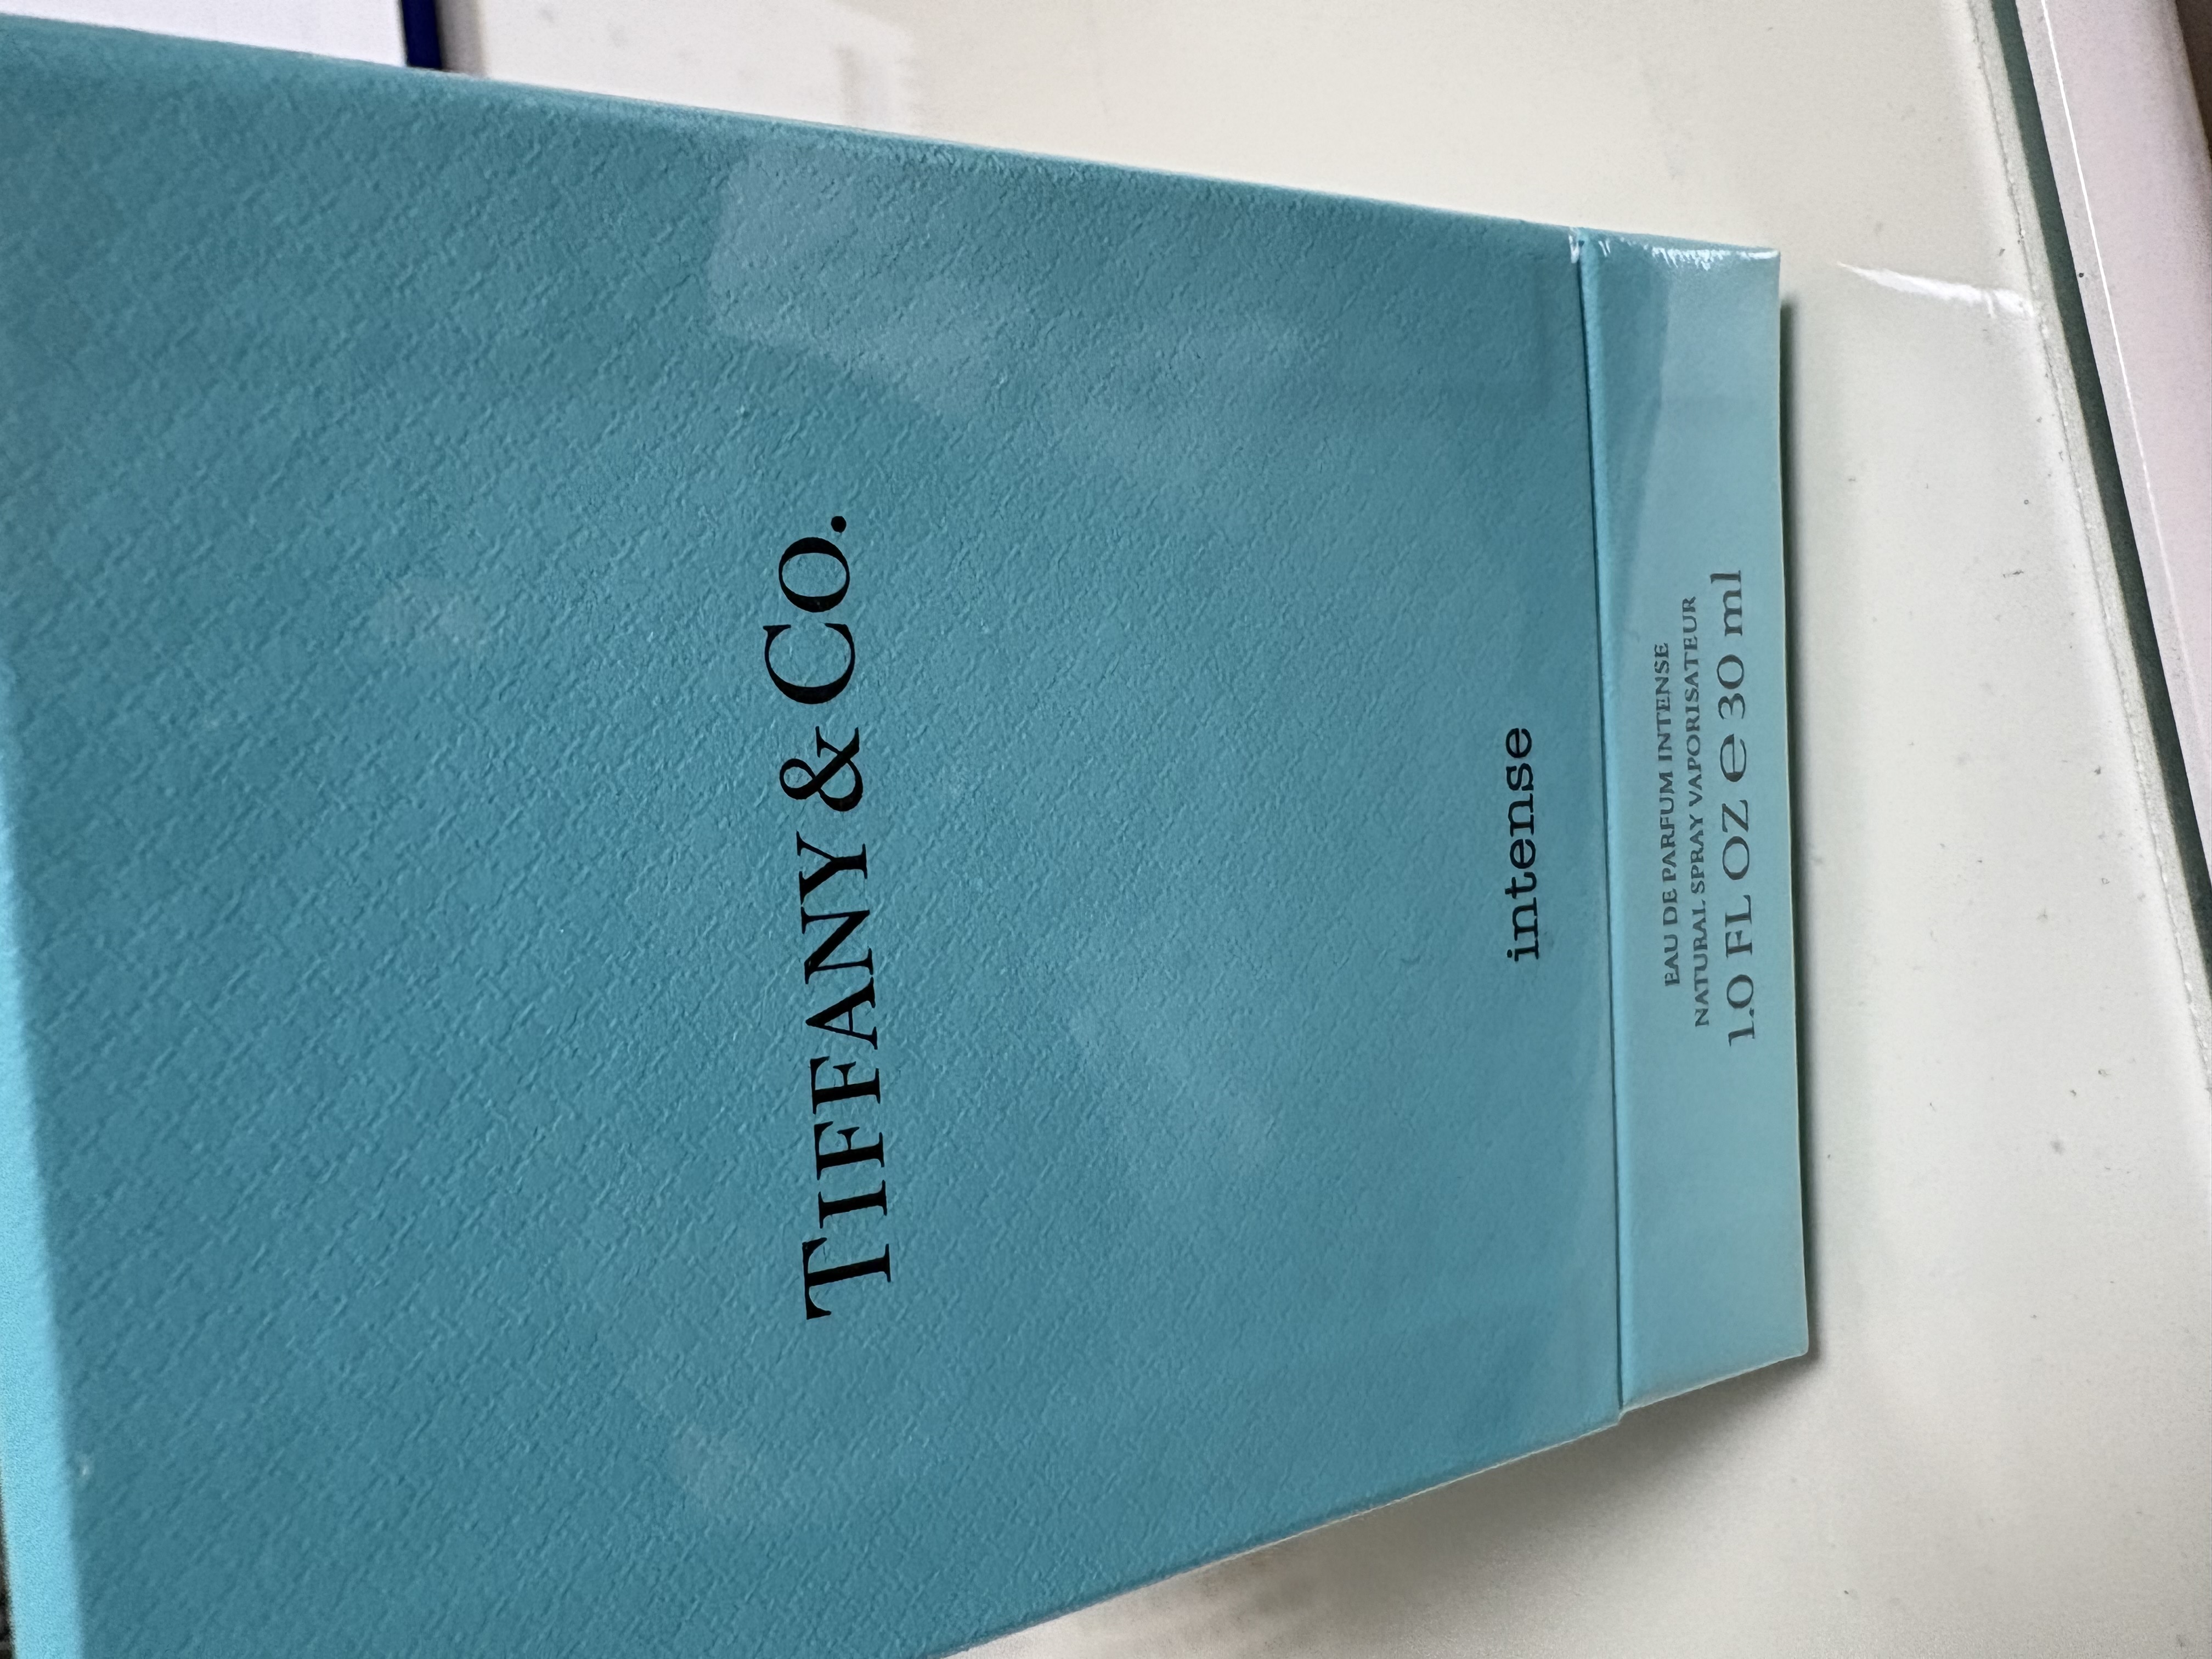 TIFFANY & CO.
intense
EAU DE PARFUM INTENSE
NATURAL SPRAY VAPORISATEUR
1.0 FL OZ e 30 ml